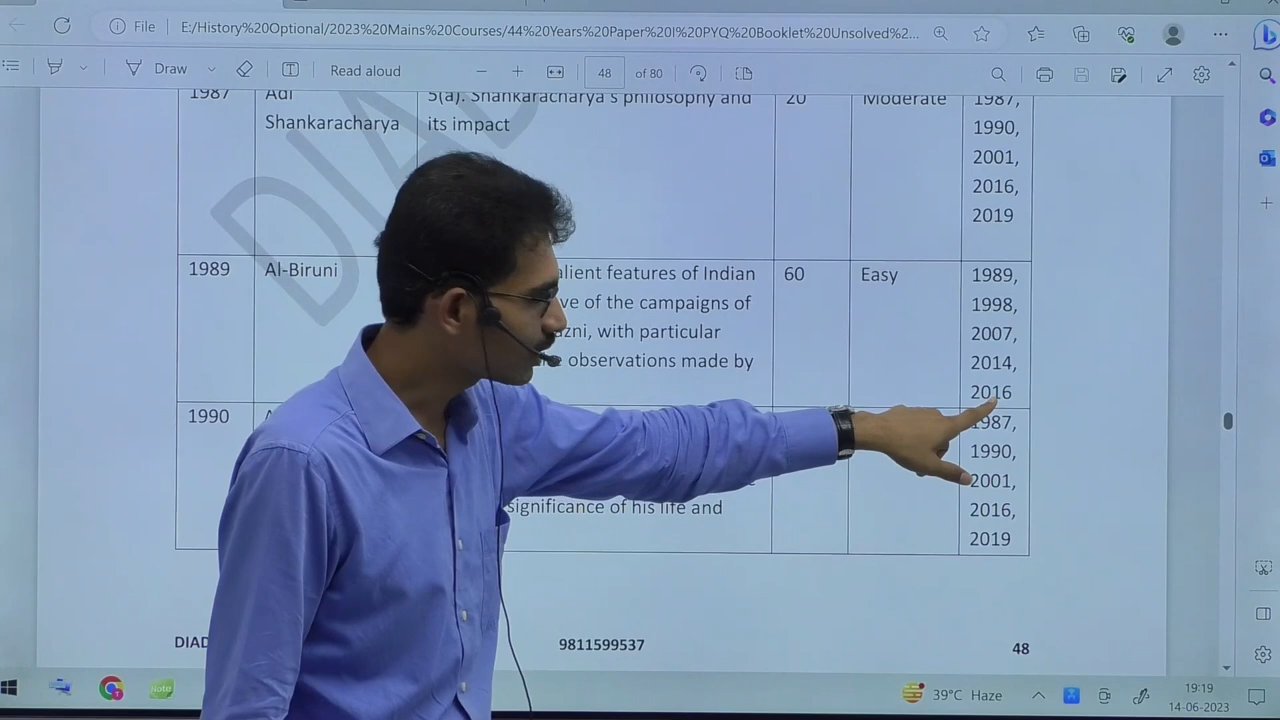 File
E:/History%20Optional/2023%20Mains%20Courses/44%20Years%20Paper%20I%20PYQ%20Booklet%20Unsolved%2...
Draw
Read aloud
48
of 80
1987
Adi
Shankaracharya
5(a). Shankaracharya's philosophy and
its impact
20
Moderate
1987,
1990,
2001,
2016,
2019
1989
Al-Biruni
alient features of Indian
ve of the campaigns of
zni, with particular
observations made by
60
Easy
1989,
1998,
2007,
2014,
2016
1990
significance of his life and
1987,
1990,
2001,
2016,
2019
DIAD
9811599537
48
39°C Haze
19:19
14-06-2023